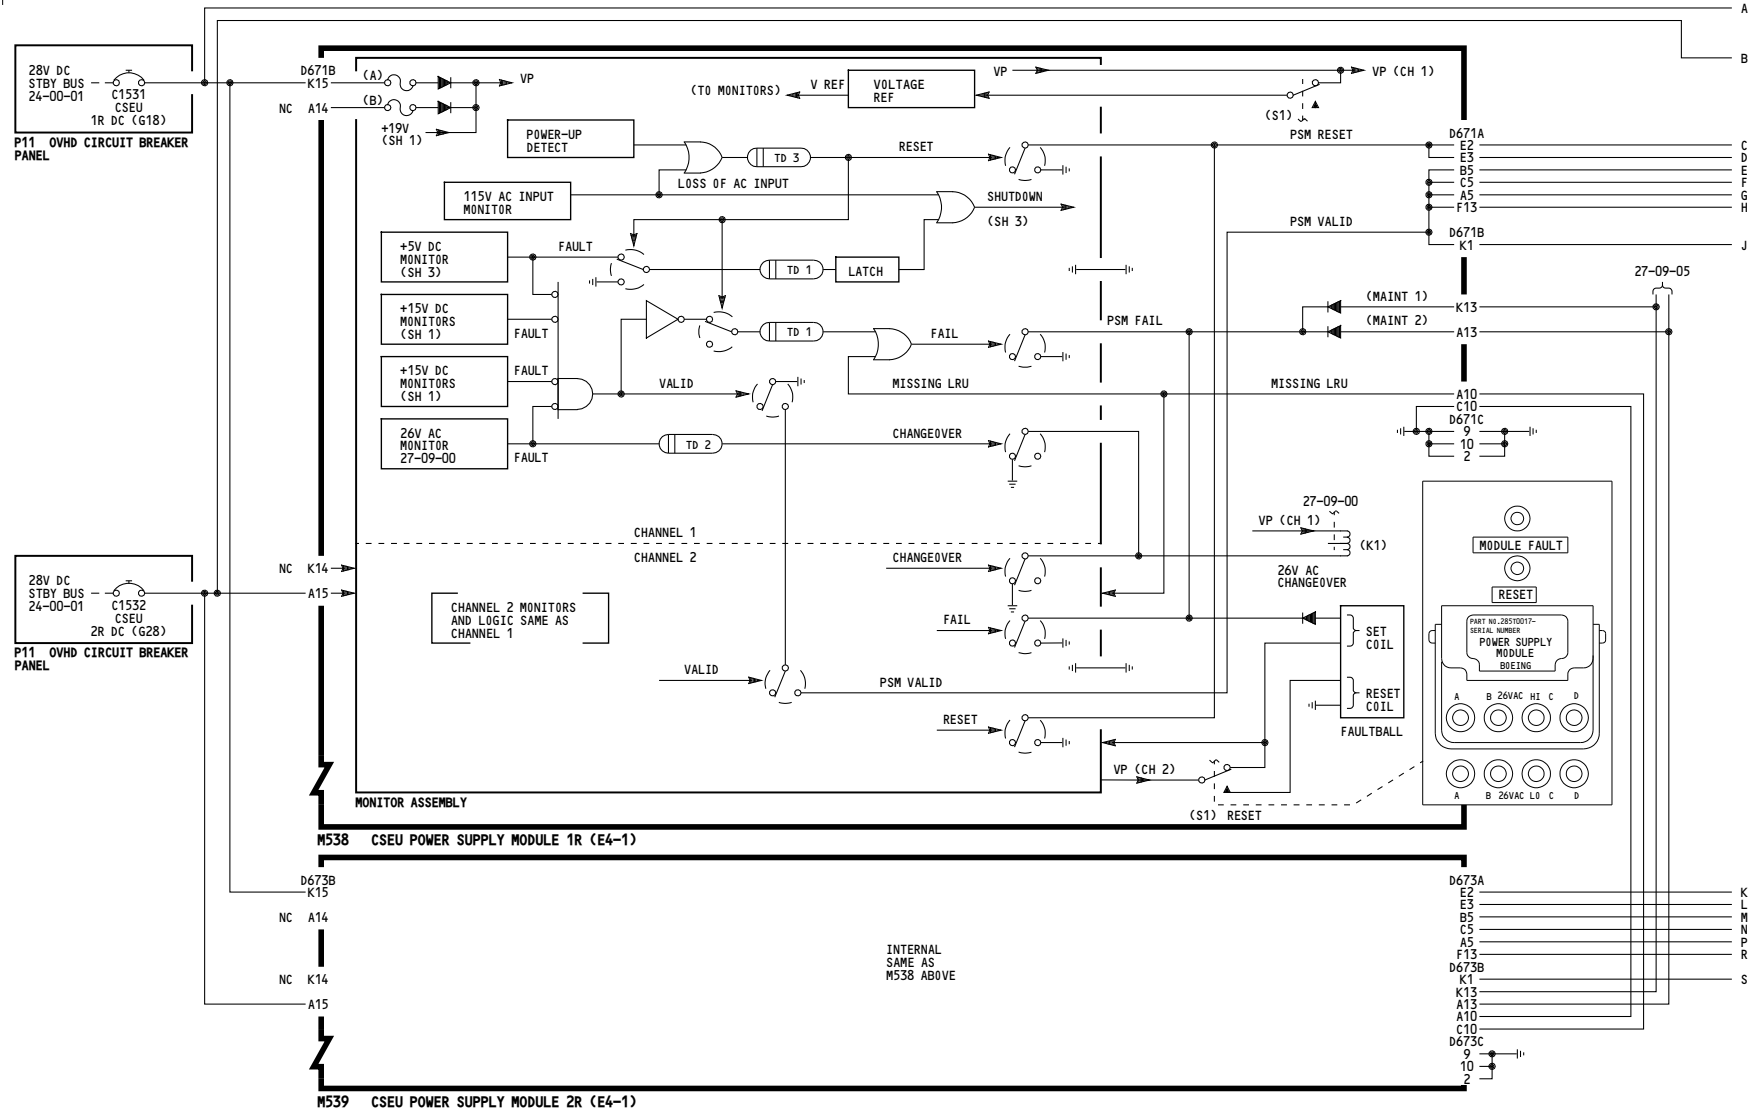 A
B
28V DC
STBY BUS
24-00-01
C1531
CSEU
1R DC (G18)
P11 OVHD CIRCUIT BREAKER
PANEL
D671B
K15
NC A14
(A)
(B)
VP
+19V
(SH 1)
(TO MONITORS)
V REF
VOLTAGE
REF
VP
VP (CH 1)
(S1)
POWER-UP
DETECT
TD 3
RESET
PSM RESET
LOSS OF AC INPUT
115V AC INPUT
MONITOR
SHUTDOWN
(SH 3)
PSM VALID
D671A
E2
E3
B5
C5
A5
F13
D671B
K1
C
D
E
F
G
H
J
+5V DC
MONITOR
(SH 3)
FAULT
TD 1
LATCH
27-09-05
+15V DC
MONITORS
(SH 1)
FAULT
TD 1
FAIL
PSM FAIL
(MAINT 1)
K13
(MAINT 2)
A13
+15V DC
MONITORS
(SH 1)
FAULT
VALID
MISSING LRU
MISSING LRU
A10
C10
D671C
9
10
2
26V AC
MONITOR
27-09-00
FAULT
TD 2
CHANGEOVER
CHANNEL 1
CHANNEL 2
27-09-00
VP (CH 1)
(K1)
26V AC
CHANGEOVER
28V DC
STBY BUS
24-00-01
C1532
CSEU
2R DC (G28)
P11 OVHD CIRCUIT BREAKER
PANEL
NC K14
A15
CHANNEL 2 MONITORS
AND LOGIC SAME AS
CHANNEL 1
CHANGEOVER
FAIL
VALID
PSM VALID
RESET
SET
COIL
RESET
COIL
FAULTBALL
VP (CH 2)
(S1) RESET
MONITOR ASSEMBLY
MODULE FAULT
RESET
PART NO.285T0017-
SERIAL NUMBER
POWER SUPPLY
MODULE
BOEING
A B 26VAC HI C D
A B 26VAC LO C D
M538 CSEU POWER SUPPLY MODULE 1R (E4-1)
D673B
K15
NC A14
NC K14
A15
INTERNAL
SAME AS
M538 ABOVE
D673A
E2
E3
B5
C5
A5
F13
D673B
K1
K13
A13
A10
C10
D673C
9
10
2
K
L
M
N
P
R
S
M539 CSEU POWER SUPPLY MODULE 2R (E4-1)